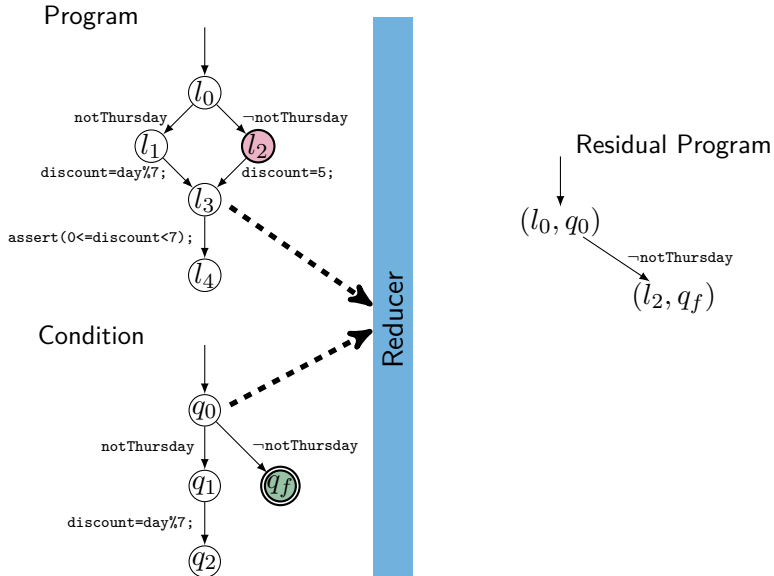 Program
l0
notThursday
¬notThursday
l1
l2
discount=day%7;
discount=5;
l3
assert(0<=discount<7);
l4
Condition
q0
notThursday
¬notThursday
q1
qf
discount=day%7;
q2
Reducer
Residual Program
(l0, q0)
¬notThursday
(l2, qf)